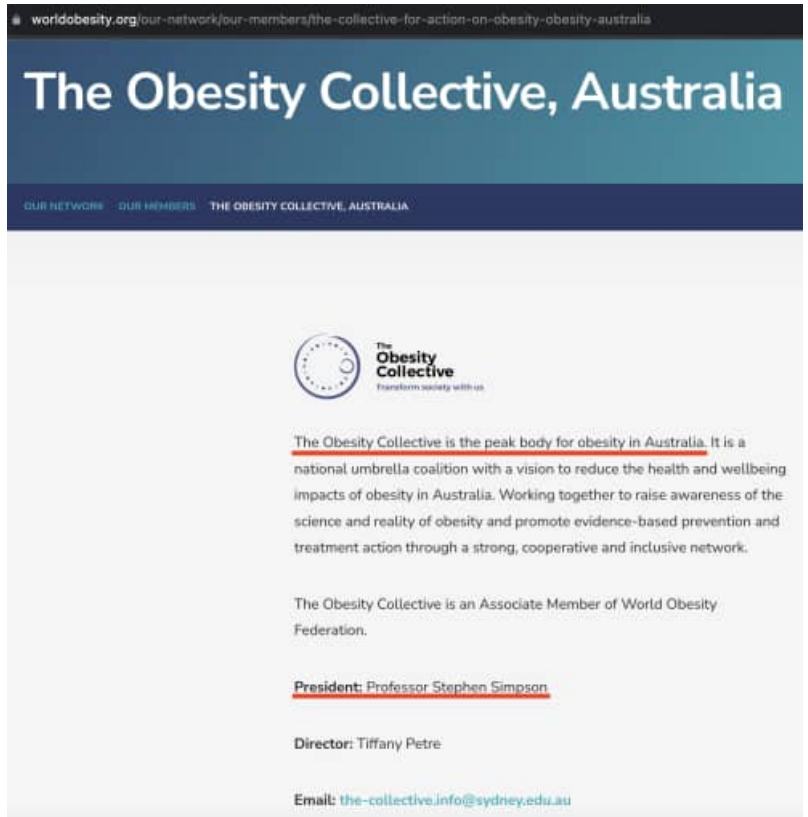 worldobesity.org/our-network/our-members/the-collective-for-action-on-obesity-obesity-australia
The Obesity Collective, Australia
OUR NETWORK OUR MEMBERS THE OBESITY COLLECTIVE, AUSTRALIA
The
Obesity
Collective
Transform society with us
The Obesity Collective is the peak body for obesity in Australia. It is a
national umbrella coalition with a vision to reduce the health and wellbeing
impacts of obesity in Australia. Working together to raise awareness of the
science and reality of obesity and promote evidence-based prevention and
treatment action through a strong, cooperative and inclusive network.
The Obesity Collective is an Associate Member of World Obesity
Federation.
President: Professor Stephen Simpson
Director: Tiffany Petre
Email: the-collective.info@sydney.edu.au